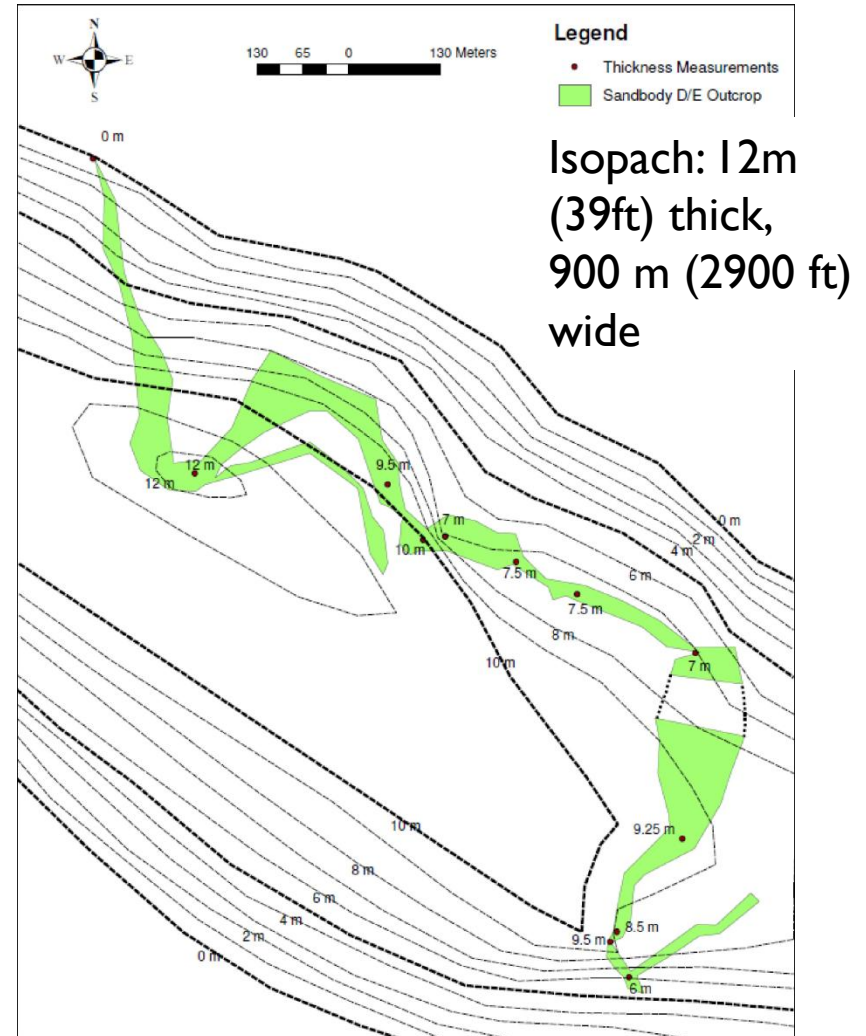 N
W E
S
130 65 0 130 Meters
Legend
Thickness Measurements
Sandbody D/E Outcrop
Isopach: 12m
(39ft) thick,
900 m (2900 ft)
wide
0 m
12 m
12 m
9.5 m
7 m
10 m
7.5 m
7.5 m
0 m
2 m
4 m
6 m
8 m
10 m
7 m
9.25 m
10 m
8 m
6 m
4 m
2 m
0 m
8.5 m
9.5 m
6 m